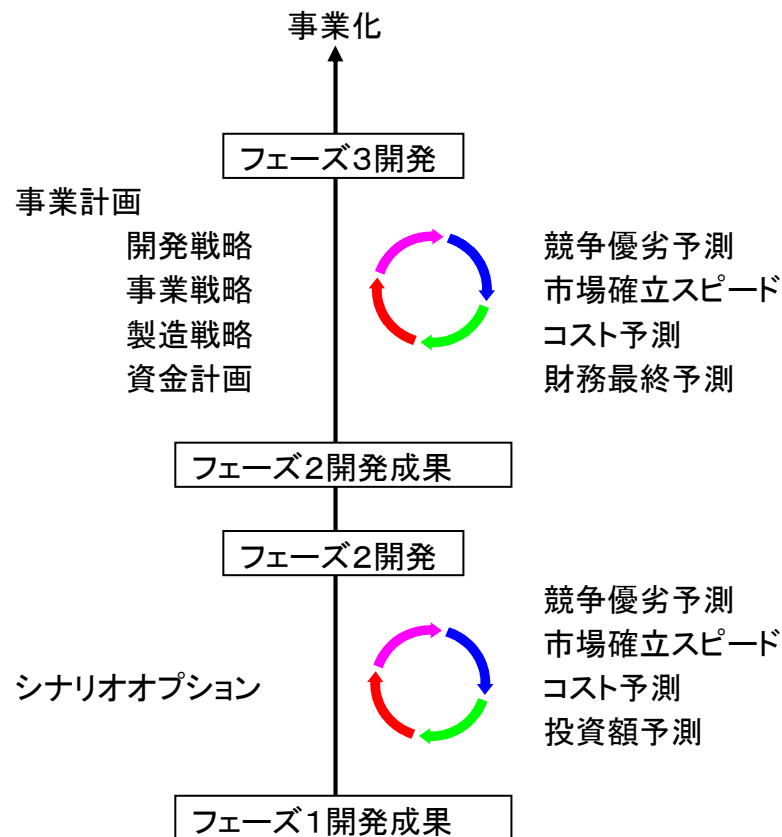 事業化
フェーズ３開発
事業計画
開発戦略
事業戦略
製造戦略
資金計画
競争優劣予測
市場確立スピード
コスト予測
財務最終予測
フェーズ２開発成果
フェーズ２開発
シナリオオプション
競争優劣予測
市場確立スピード
コスト予測
投資額予測
フェーズ１開発成果